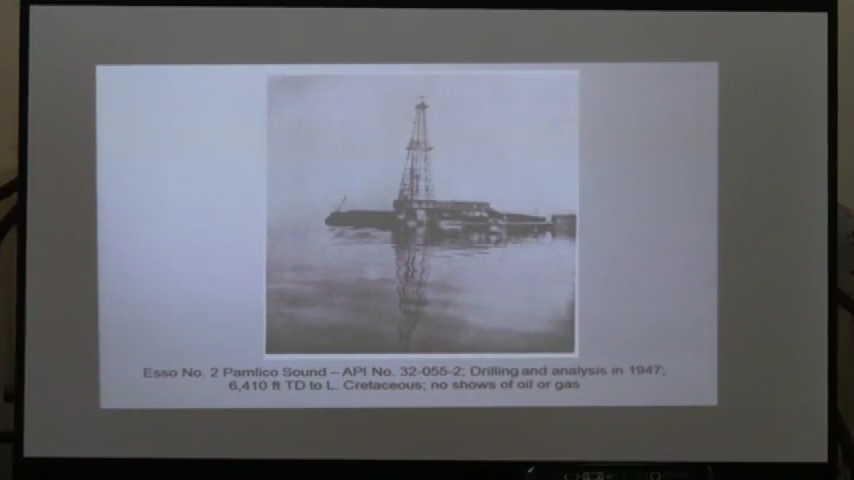 Esso No. 2 Pamlico Sound – API No. 32-055-2; Drilling and analysis in 1947;
6,410 ft TD to L. Cretaceous; no shows of oil or gas